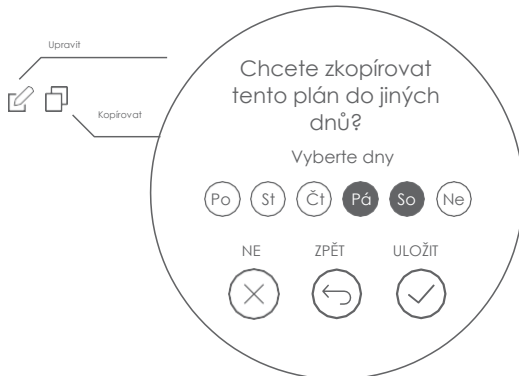 Upravit
Kopírovat
Chcete zkopírovat
tento plán do jiných
dnů?
Vyberte dny
Po St Čt Pá So Ne
NE ZPĚT ULOŽIT